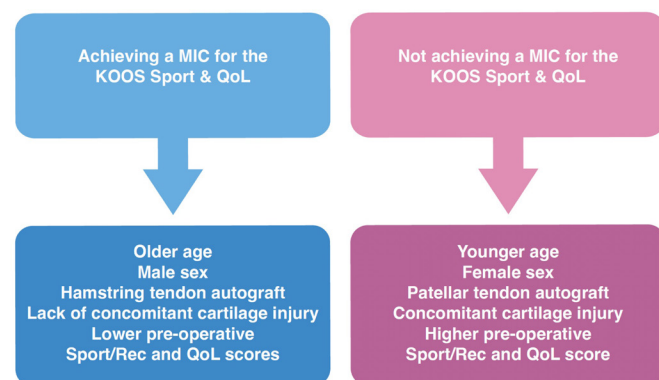 Achieving a MIC for the
KOOS Sport & QoL
Not achieving a MIC for the
KOOS Sport & QoL
Older age
Male sex
Hamstring tendon autograft
Lack of concomitant cartilage injury
Lower pre-operative
Sport/Rec and QoL scores
Younger age
Female sex
Patellar tendon autograft
Concomitant cartilage injury
Higher pre-operative
Sport/Rec and QoL score